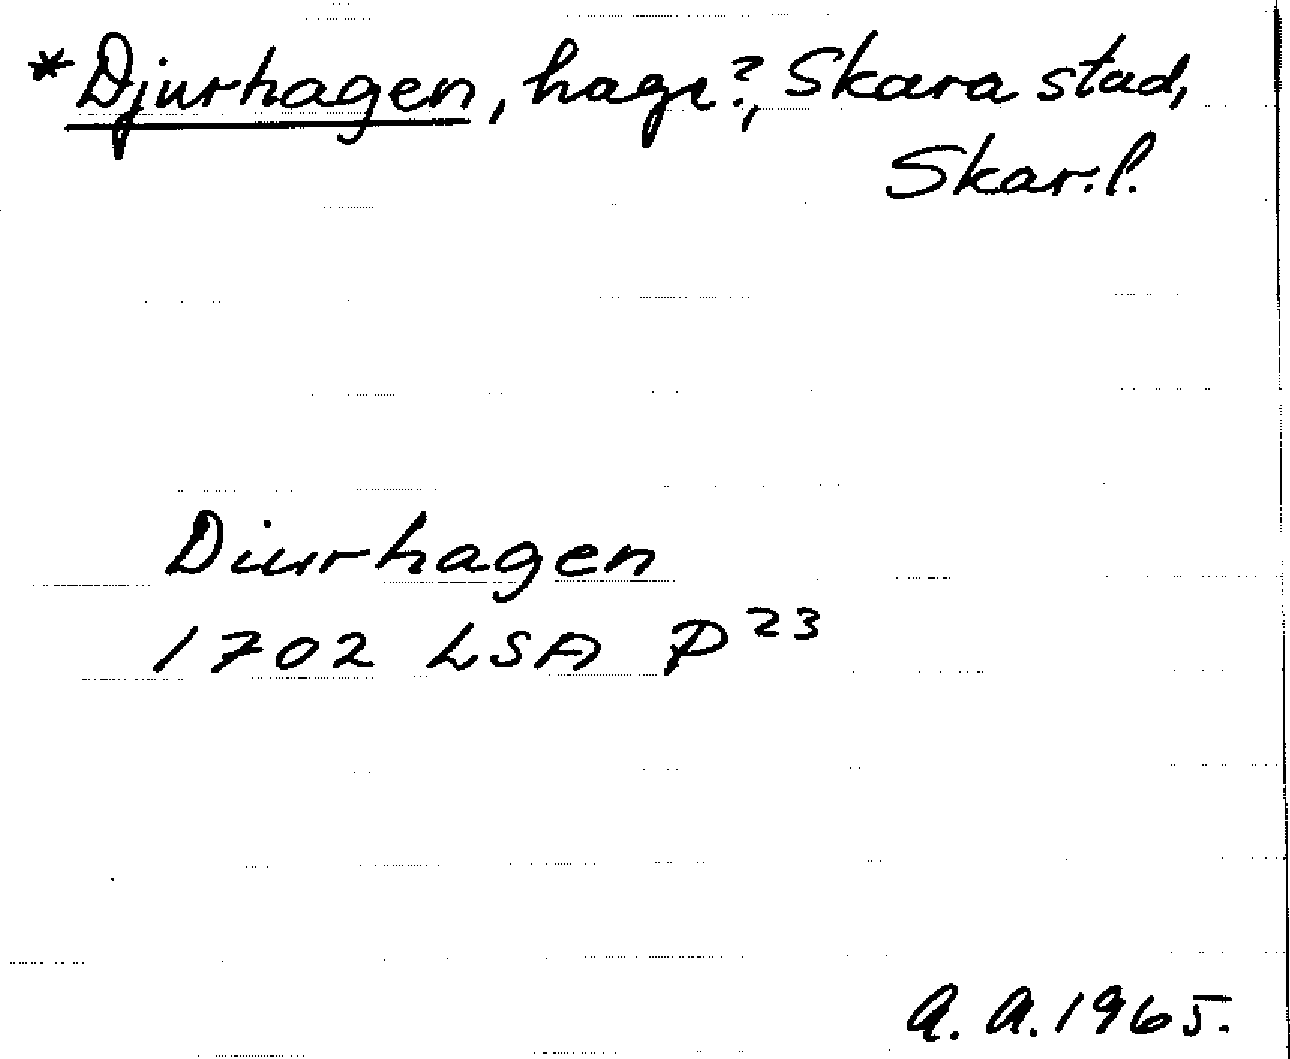 *Djurhagen, hage?, Skara stad,
Skar. l.
Diurhagen
1702 LSA P23
A. A. 1965.